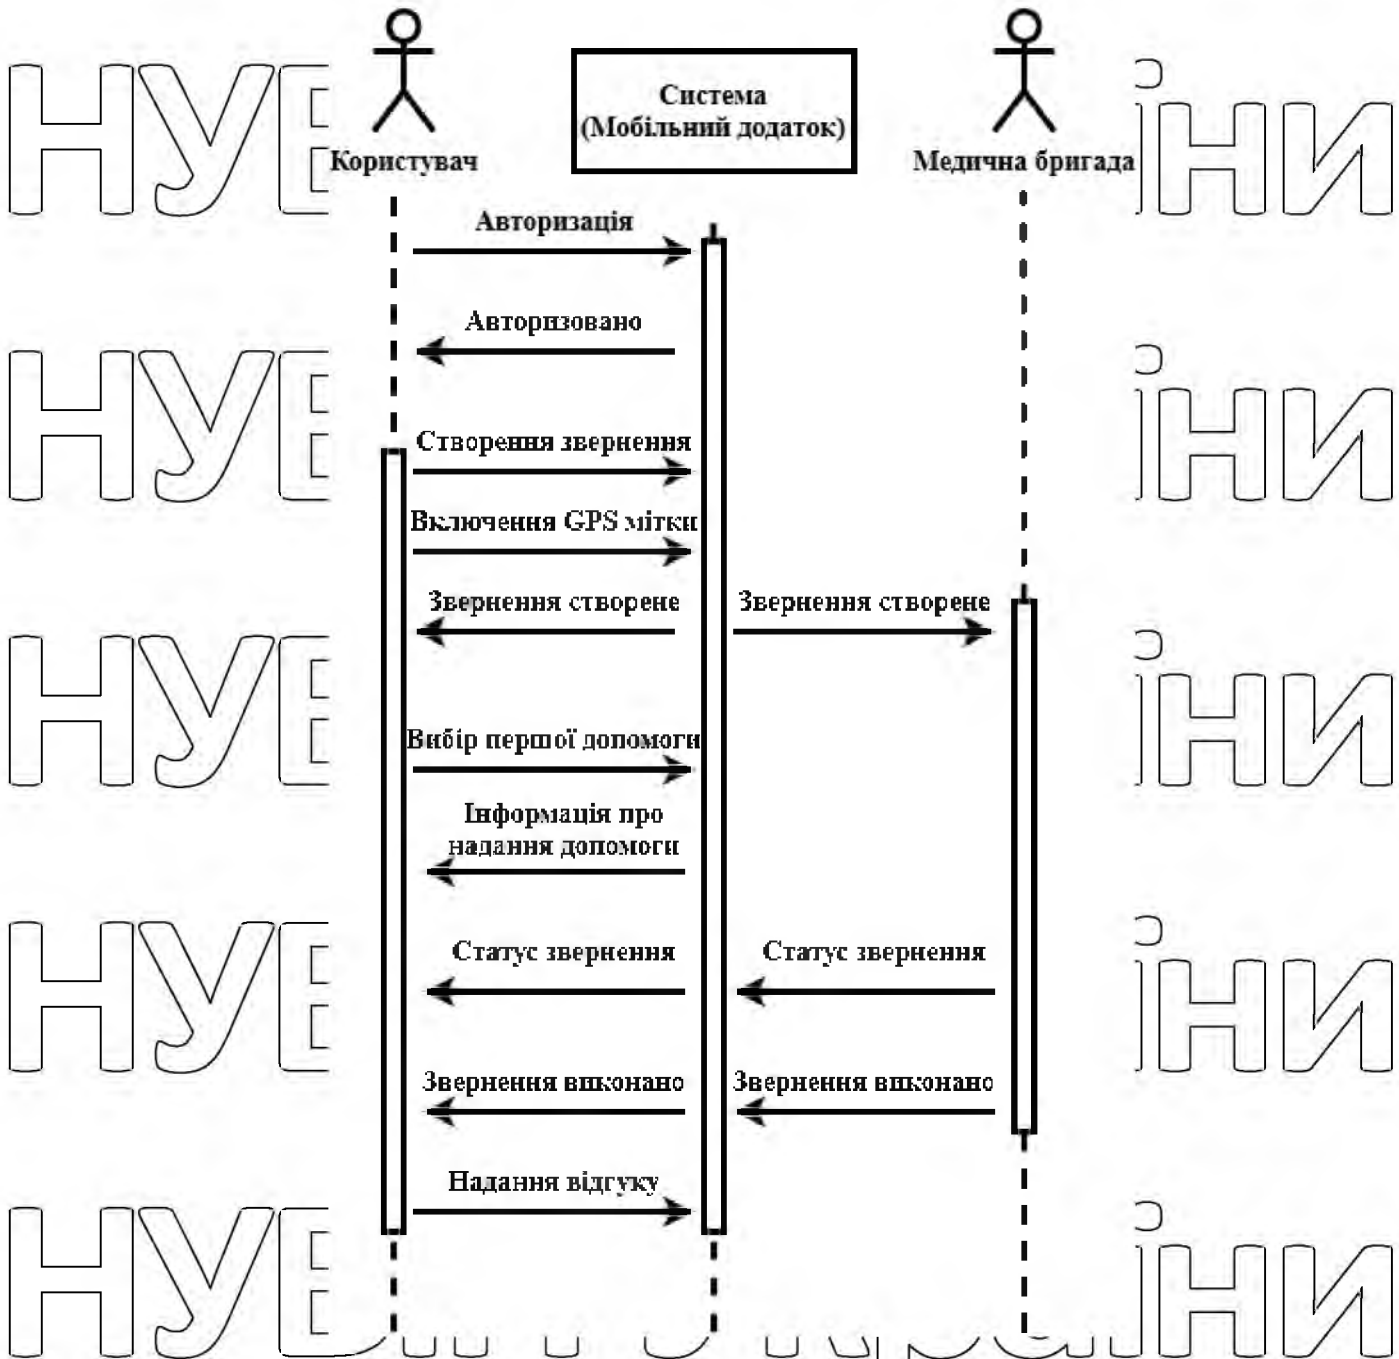 Користувач
Система
(Мобільний додаток)
Медична бригада
Авторизація
Авторизовано
Створення звернення
Включення GPS мітки
Звернення створене
Звернення створене
Вибір першої допомоги
Інформація про
надання допомоги
Статус звернення
Статус звернення
Звернення виконано
Звернення виконано
Надання відгуку